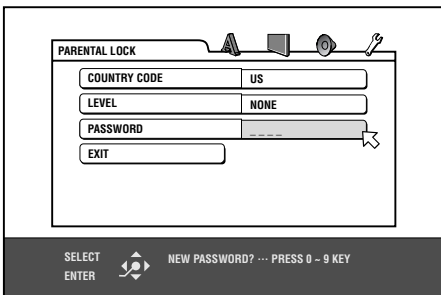 PARENTAL LOCK
COUNTRY CODE US
LEVEL NONE
PASSWORD _ _ _ _
EXIT
SELECT
ENTER
NEW PASSWORD? ··· PRESS 0 ~ 9 KEY